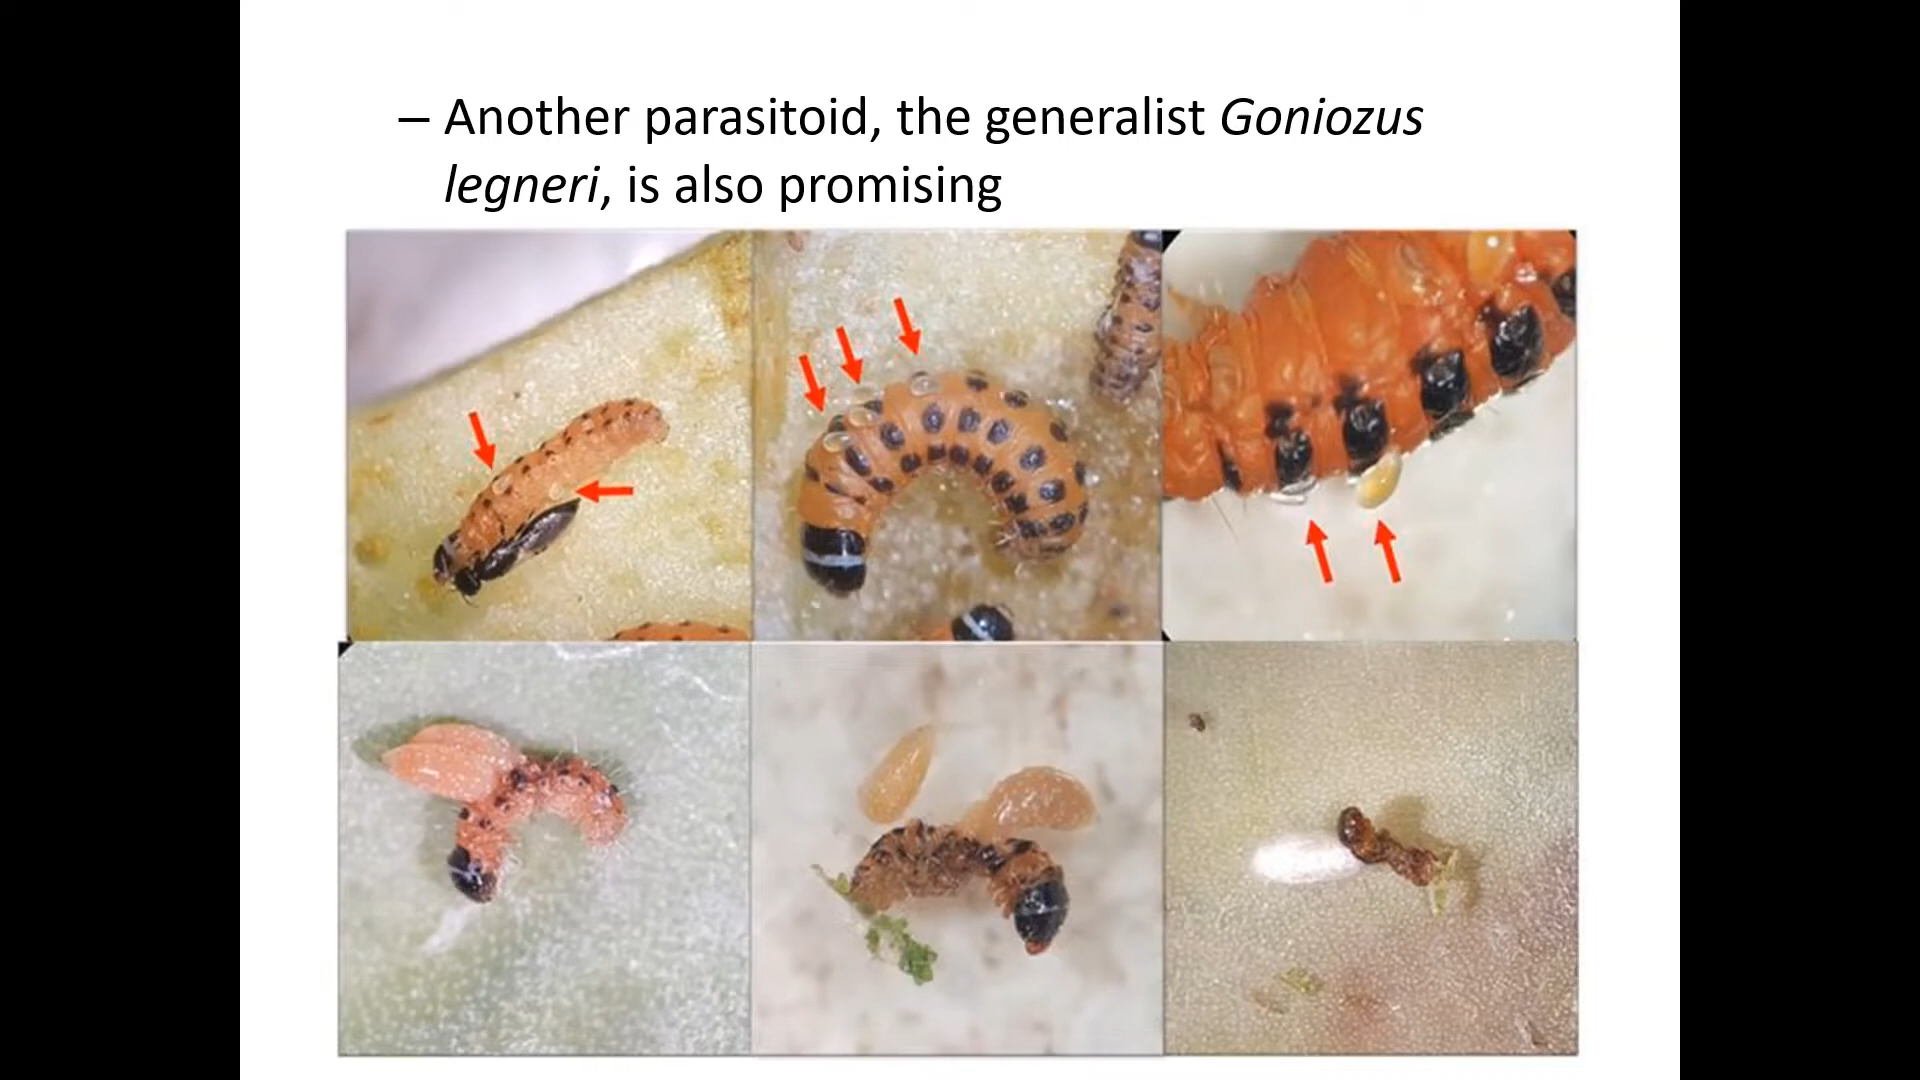 – Another parasitoid, the generalist Goniozus
legneri, is also promising